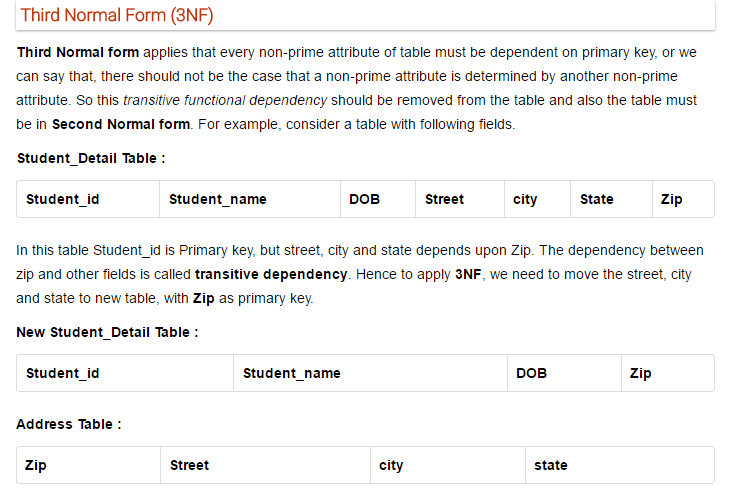 Third Normal Form (3NF)
Third Normal form applies that every non-prime attribute of table must be dependent on primary key, or we
can say that, there should not be the case that a non-prime attribute is determined by another non-prime
attribute. So this transitive functional dependency should be removed from the table and also the table must
be in Second Normal form. For example, consider a table with following fields.
Student_Detail Table :
Student_id Student_name DOB Street city State Zip
In this table Student_id is Primary key, but street, city and state depends upon Zip. The dependency between
zip and other fields is called transitive dependency. Hence to apply 3NF, we need to move the street, city
and state to new table, with Zip as primary key.
New Student_Detail Table :
Student_id Student_name DOB Zip
Address Table :
Zip Street city state